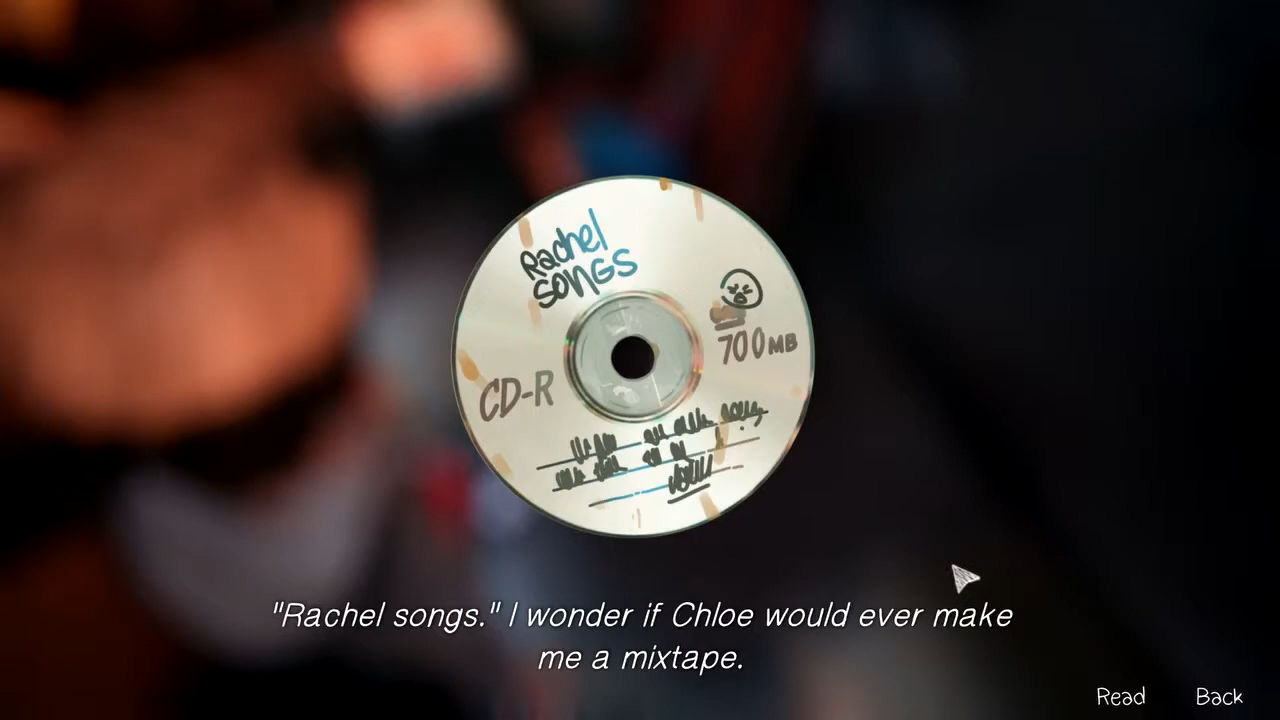 Rachel
SONGS
700MB
CD-R
"Rachel songs." I wonder if Chloe would ever make
me a mixtape.
Read Back